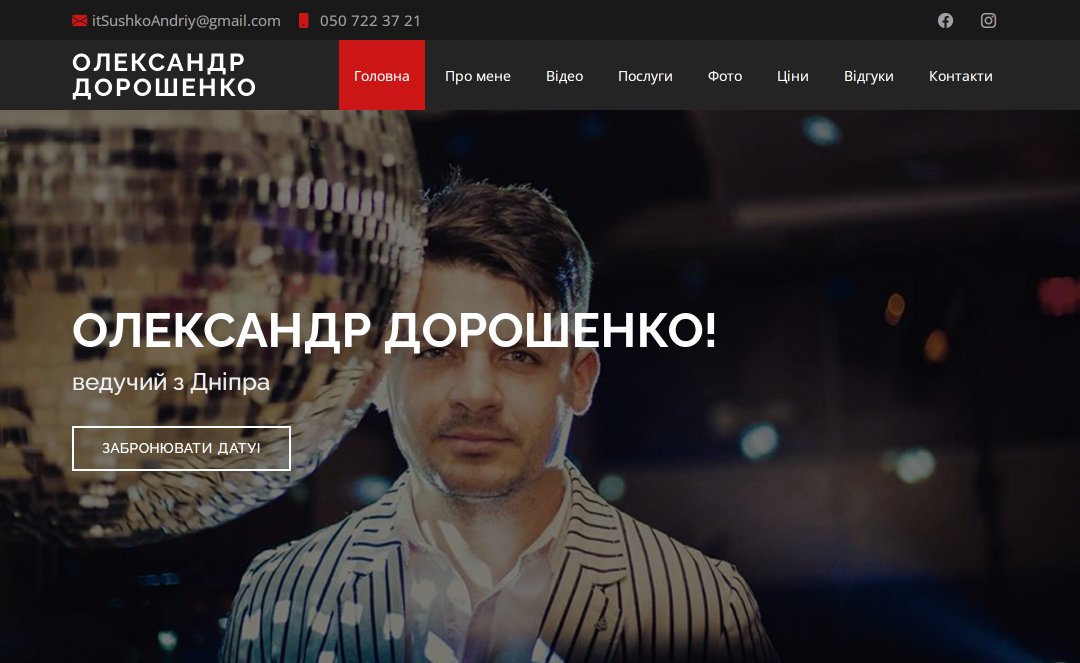 itSushkoAndriy@gmail.com 050 722 37 21
ОЛЕКСАНДР
ДОРОШЕНКО
Головна Про мене Відео Послуги Фото Ціни Відгуки Контакти
ОЛЕКСАНДР ДОРОШЕНКО!
ведучий з Дніпра
ЗАБРОНЮВАТИ ДАТУІ